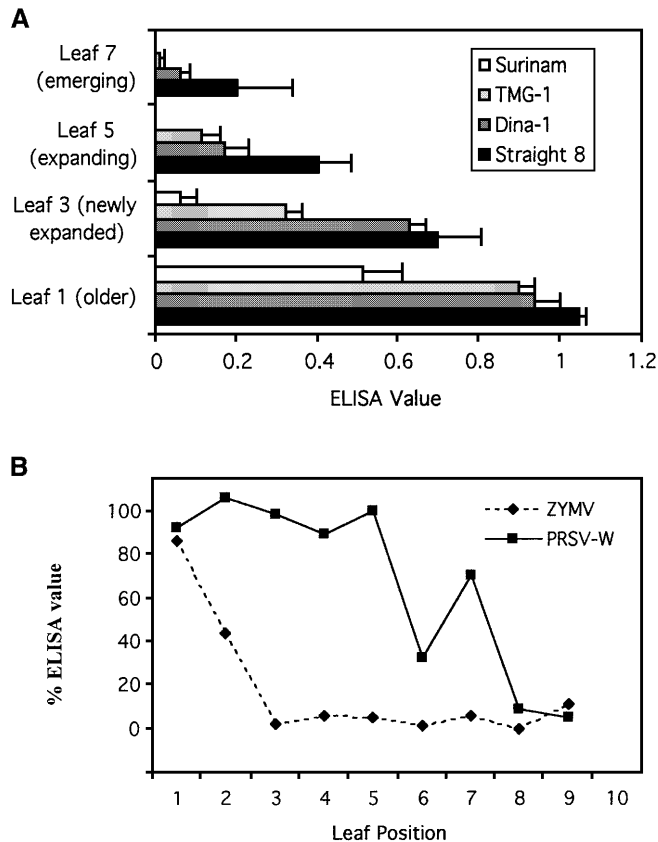 A
Leaf 7
(emerging)
Leaf 5
(expanding)
Leaf 3 (newly
expanded)
Leaf 1 (older)
Surinam
TMG-1
Dina-1
Straight 8
0 0.2 0.4 0.6 0.8 1 1.2
ELISA Value
B
% ELISA value
100
80
60
40
20
0
ZYMV
PRSV-W
1 2 3 4 5 6 7 8 9 10
Leaf Position